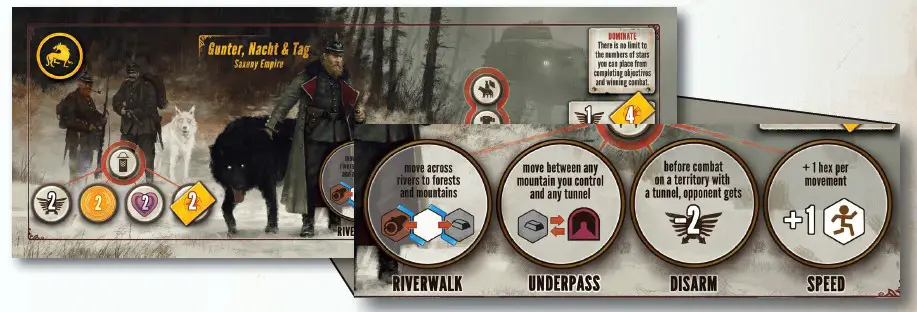 Gunter, Nacht & Tag
Saxony Empire
DOMINATE
There is no limit to
the numbers of stars
you can place from
completing objectives
and winning combat.
1
4
2
2
2
2
RIVE
move across
rivers to forests
and mountains
RIVERWALK
move between any
mountain you control
and any tunnel
UNDERPASS
before combat
on a territory with
a tunnel, opponent gets
-2
DISARM
+ 1 hex per
movement
+1
SPEED